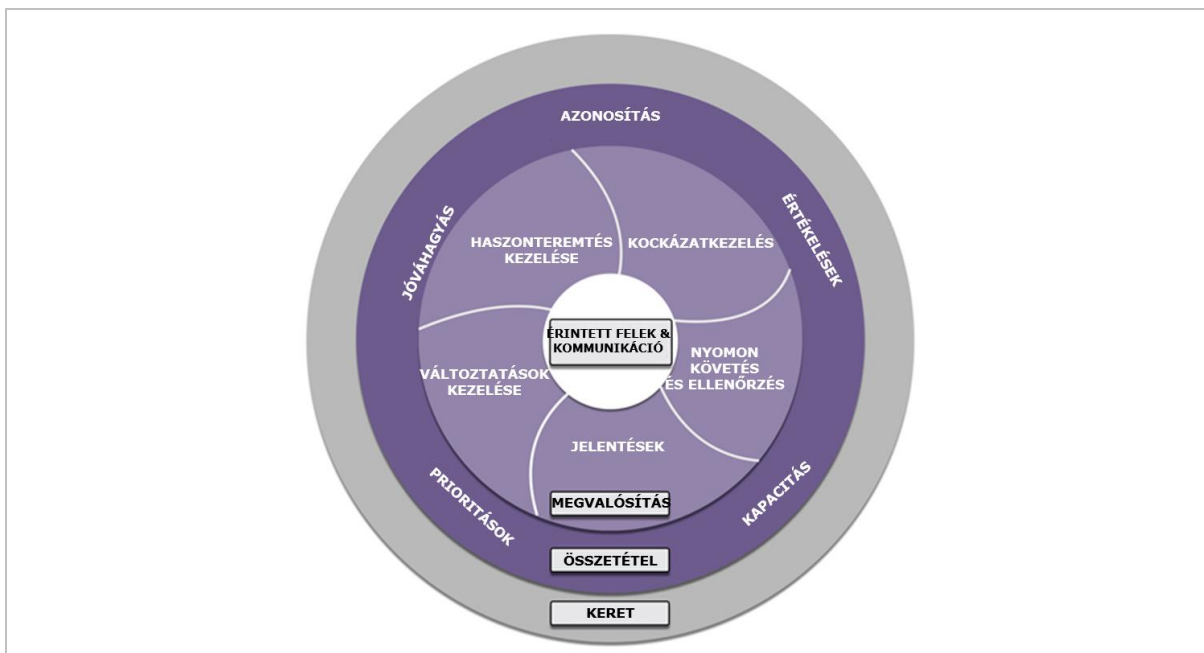 AZONOSÍTÁS
ÉRTÉKELÉSEK
JÓVÁHAGYÁS
HASZONTEREMTÉS
KEZELÉSE
KOCKÁZATKEZELÉS
ÉRINTETT FELEK &
KOMMUNIKÁCIÓ
NYOMON
KÖVETÉS
ÉS ELLENŐRZÉS
VÁLTOZTATÁSOK
KEZELÉSE
JELENTÉSEK
PRIORITÁSOK
KAPACITÁS
MEGVALÓSÍTÁS
ÖSSZETÉTEL
KERET